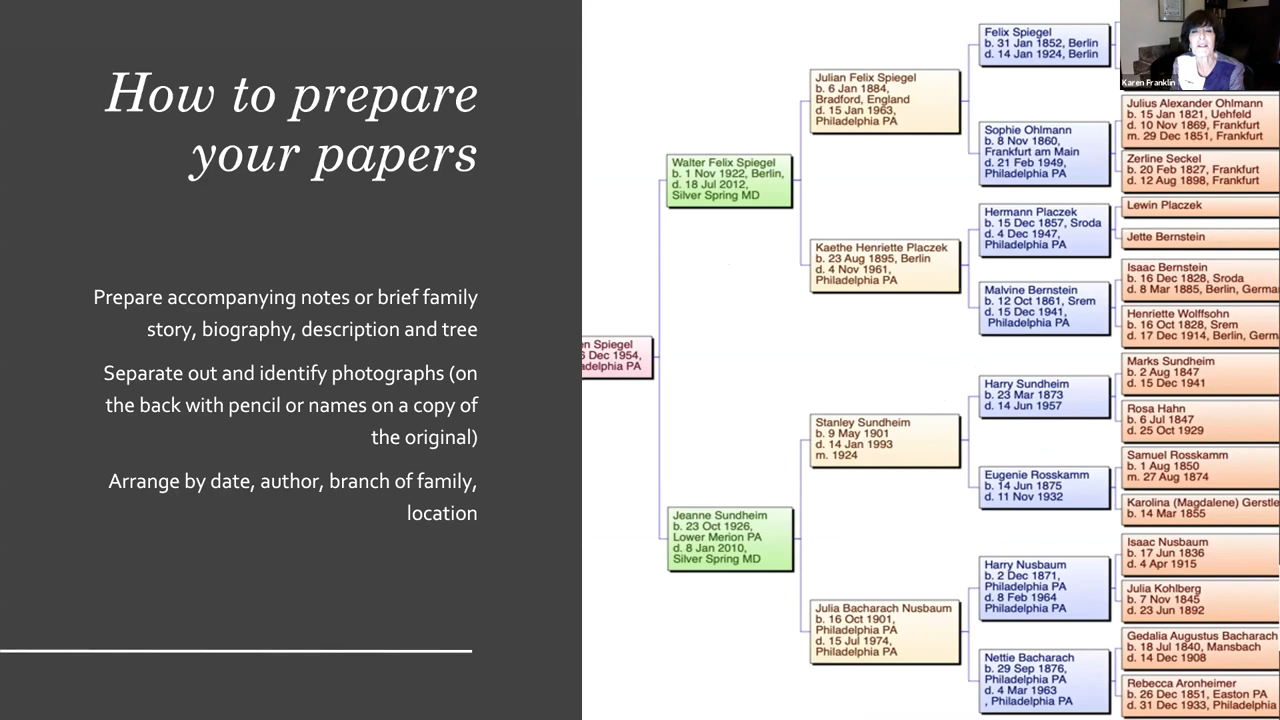 How to prepare
your papers
Prepare accompanying notes or brief family
story, biography, description and tree
Separate out and identify photographs (on
the back with pencil or names on a copy of
the original)
Arrange by date, author, branch of family,
location
en Spiegel
6 Dec 1954,
adelphia PA
Walter Felix Spiegel
b. 1 Nov 1922, Berlin,
d. 18 Jul 2012,
Silver Spring MD
Jeanne Sundheim
b. 23 Oct 1926,
Lower Merion PA
d. 8 Jan 2010,
Silver Spring MD
Julian Felix Spiegel
b. 6 Jan 1884,
Bradford, England
d. 15 Jan 1963,
Philadelphia PA
Kaethe Henriette Placzek
b. 23 Aug 1895, Berlin
d. 4 Nov 1961,
Philadelphia PA
Stanley Sundheim
b. 9 May 1901
d. 14 Jan 1993
m. 1924
Julia Bacharach Nusbaum
b. 16 Oct 1901,
Philadelphia PA
d. 15 Jul 1974,
Philadelphia PA
Felix Spiegel
b. 31 Jan 1852, Berlin
d. 14 Jan 1924, Berlin
Sophie Ohlmann
b. 8 Nov 1860,
Frankfurt am Main
d. 21 Feb 1949,
Philadelphia PA
Hermann Placzek
b. 15 Dec 1857, Sroda
d. 4 Dec 1947,
Philadelphia PA
Malvine Bernstein
b. 12 Oct 1861, Srem
d. 15 Dec 1941,
Philadelphia PA
Harry Sundheim
b. 23 Mar 1873
d. 14 Jun 1957
Eugenie Rosskamm
b. 14 Jun 1875
d. 11 Nov 1932
Harry Nusbaum
b. 2 Dec 1871,
Philadelphia PA
d. 8 Feb 1964
Philadelphia PA
Nettie Bacharach
b. 29 Sep 1876,
Philadelphia PA
d. 4 Mar 1963
, Philadelphia PA
Karen Franklin
Julius Alexander Ohlmann
b. 15 Jan 1821, Uehfeld
d. 10 Nov 1869, Frankfurt
m. 29 Dec 1851, Frankfurt
Zerline Seckel
b. 20 Feb 1827, Frankfurt
d. 12 Aug 1898, Frankfurt
Lewin Placzek
Jette Bernstein
Isaac Bernstein
b. 16 Dec 1828, Sroda
d. 8 Mar 1885, Berlin, Germa
Henriette Wolffsohn
b. 16 Oct 1828, Srem
d. 17 Dec 1914, Berlin, Germ
Marks Sundheim
b. 2 Aug 1847
d. 15 Dec 1941
Rosa Hahn
b. 6 Jul 1847
d. 25 Oct 1929
Samuel Rosskamm
b. 1 Aug 1850
m. 27 Aug 1874
Karolina (Magdalene) Gerstle
b. 14 Mar 1855
Isaac Nusbaum
b. 17 Jun 1836
d. 4 Apr 1915
Julia Kohlberg
b. 7 Nov 1845
d. 23 Jun 1892
Gedalia Augustus Bacharach
b. 18 Jul 1840, Mansbach
d. 14 Dec 1908
Rebecca Aronheimer
b. 26 Dec 1851, Easton PA
d. 31 Dec 1933, Philadelphia